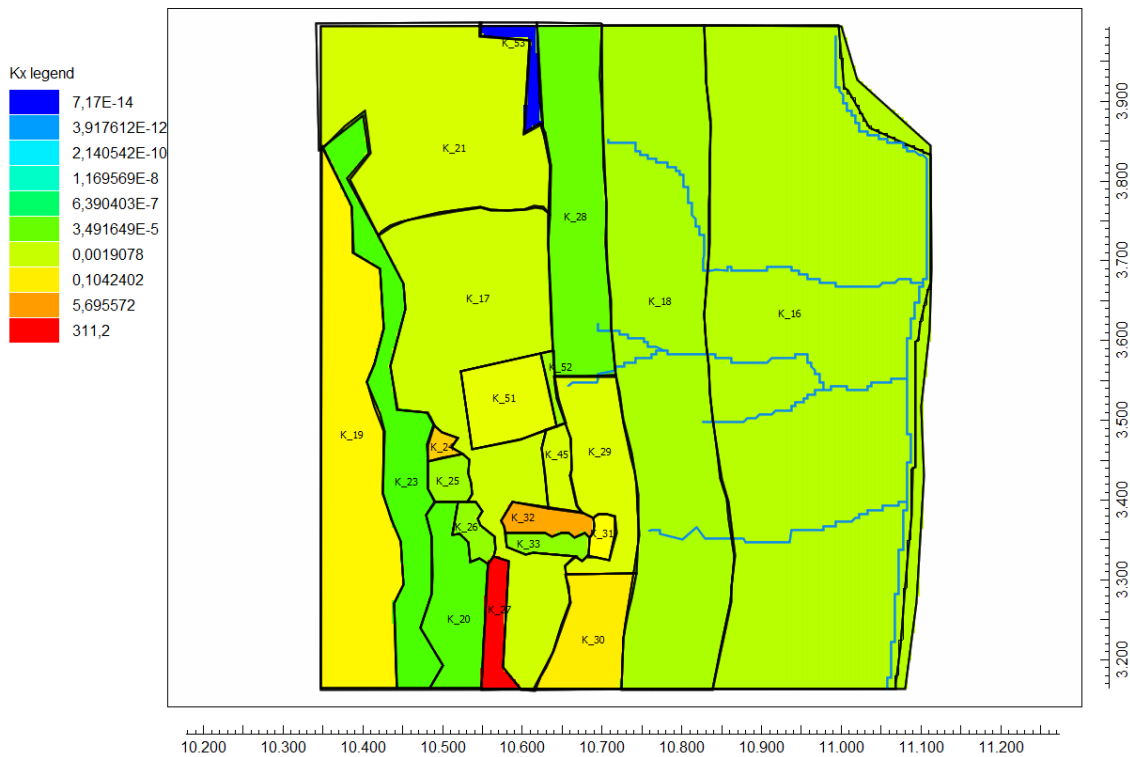 Kx legend
7,17E-14
3,917612E-12
2,140542E-10
1,169569E-8
6,390403E-7
3,491649E-5
0,0019078
0,1042402
5,695572
311,2
K_53
K_21
K_28
K_17
K_18
K_16
K_52
K_51
K_19
K_24
K_45
K_29
K_23
K_25
K_32
K_26
K_31
K_33
K_27
K_20
K_30
3.900
3.800
3.700
3.600
3.500
3.400
3.300
3.200
10.200 10.300 10.400 10.500 10.600 10.700 10.800 10.900 11.000 11.100 11.200